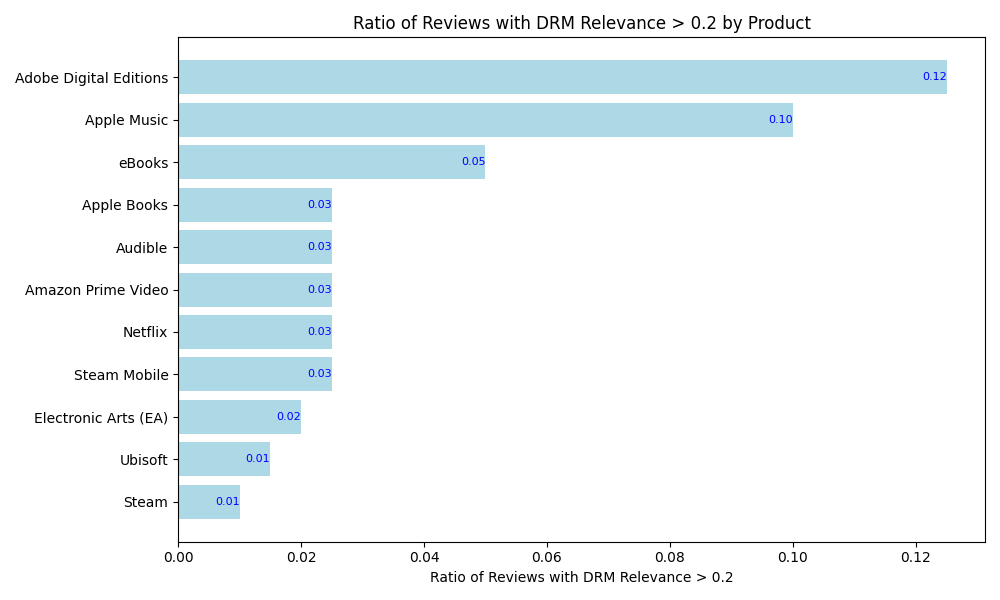 Ratio of Reviews with DRM Relevance > 0.2 by Product
Adobe Digital Editions 0.12
Apple Music 0.10
eBooks 0.05
Apple Books 0.03
Audible 0.03
Amazon Prime Video 0.03
Netflix 0.03
Steam Mobile 0.03
Electronic Arts (EA) 0.02
Ubisoft 0.01
Steam 0.01
0.00 0.02 0.04 0.06 0.08 0.10 0.12
Ratio of Reviews with DRM Relevance > 0.2